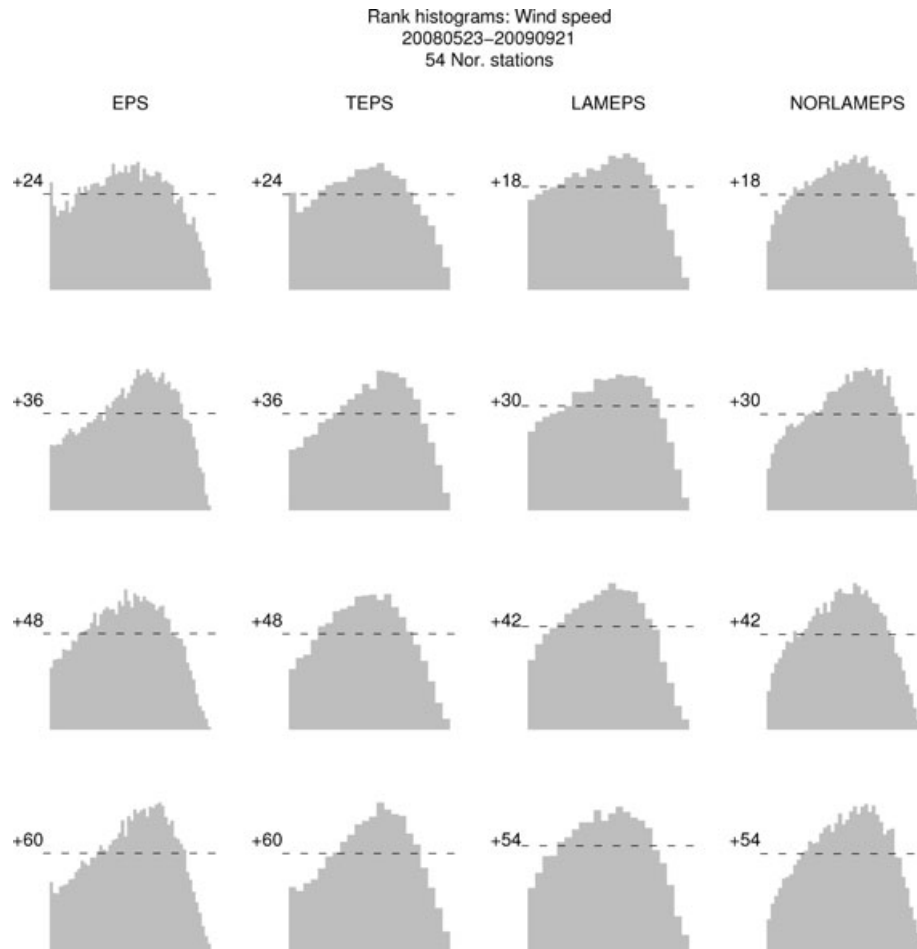 Rank histograms: Wind speed
20080523−20090921
54 Nor. stations
EPS TEPS LAMEPS NORLAMEPS
+24 +24 +18 +18
+36 +36 +30 +30
+48 +48 +42 +42
+60 +60 +54 +54